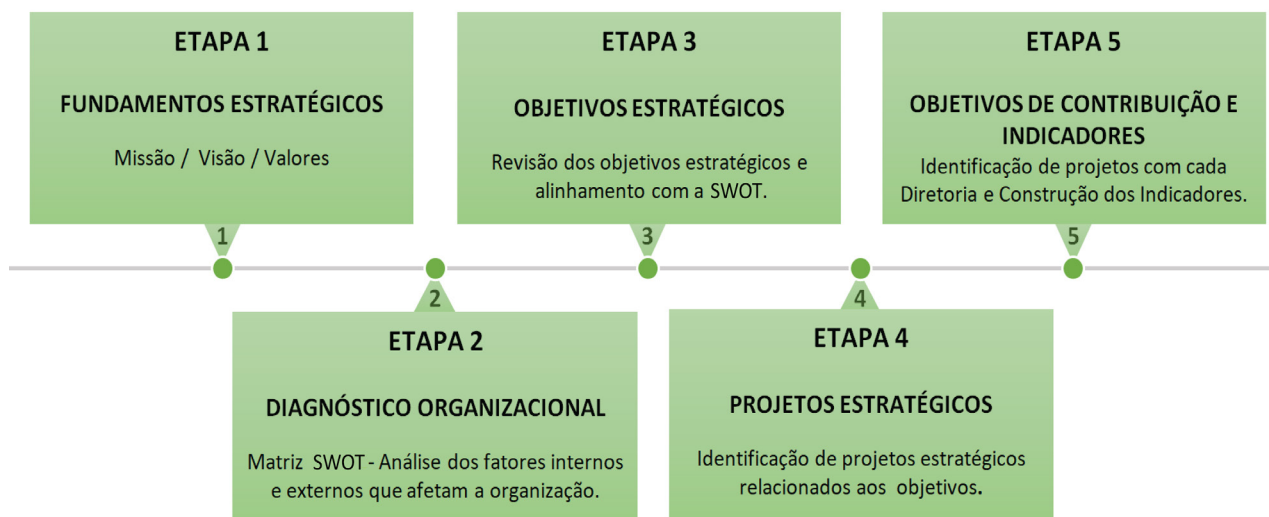 ETAPA 1
FUNDAMENTOS ESTRATÉGICOS
Missão / Visão / Valores
1
ETAPA 2
DIAGNÓSTICO ORGANIZACIONAL
Matriz SWOT - Análise dos fatores internos
e externos que afetam a organização.
2
ETAPA 3
OBJETIVOS ESTRATÉGICOS
Revisão dos objetivos estratégicos e
alinhamento com a SWOT.
3
ETAPA 4
PROJETOS ESTRATÉGICOS
Identificação de projetos estratégicos
relacionados aos objetivos.
4
ETAPA 5
OBJETIVOS DE CONTRIBUIÇÃO E
INDICADORES
Identificação de projetos com cada
Diretoria e Construção dos Indicadores.
5